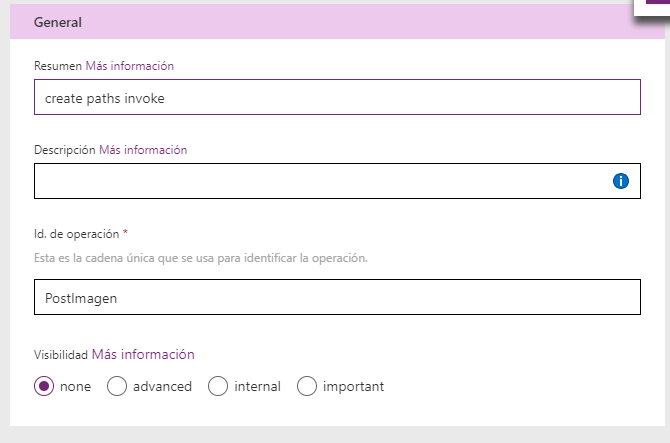 General
Resumen Más información
create paths invoke
Descripción Más información
i
Id. de operación *
Esta es la cadena única que se usa para identificar la operación.
PostImagen
Visibilidad Más información
none advanced internal important